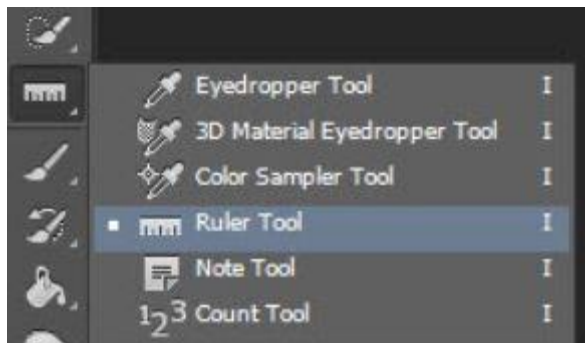 Eyedropper Tool I
3D Material Eyedropper Tool I
Color Sampler Tool I
Ruler Tool I
Note Tool I
123 Count Tool I